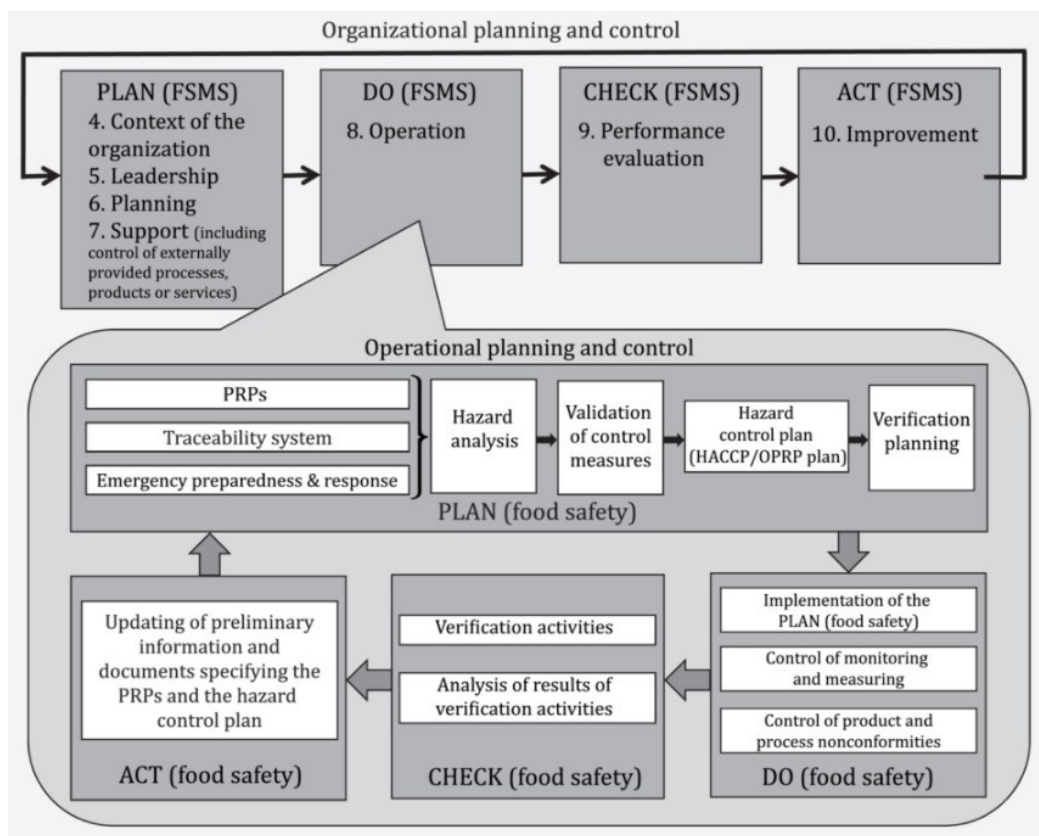 Organizational planning and control
PLAN (FSMS)
4. Context of the
organization
5. Leadership
6. Planning
7. Support (including
control of externally
provided processes,
products or services)
DO (FSMS)
8. Operation
CHECK (FSMS)
9. Performance
evaluation
ACT (FSMS)
10. Improvement
Operational planning and control
PRPs
Traceability system
Emergency preparedness & response
Hazard
analysis
Validation
of control
measures
Hazard
control plan
(HACCP/OPRP plan)
Verification
planning
PLAN (food safety)
Implementation of the
PLAN (food safety)
Control of monitoring
and measuring
Control of product and
process nonconformities
DO (food safety)
Verification activities
Analysis of results of
verification activities
CHECK (food safety)
Updating of preliminary
information and
documents specifying the
PRPs and the hazard
control plan
ACT (food safety)